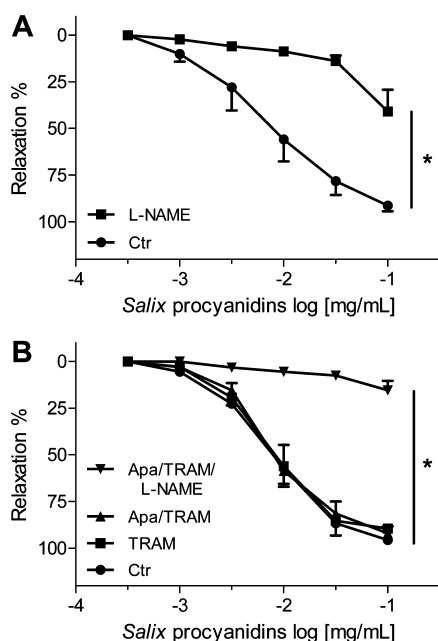 A
Relaxation %
0
25
50
75
100
L-NAME
Ctr
*
-4
-3
-2
-1
Salix procyanidins log [mg/mL]
B
Relaxation %
0
25
50
75
100
Apa/TRAM/
L-NAME
Apa/TRAM
TRAM
Ctr
*
-4
-3
-2
-1
Salix procyanidins log [mg/mL]